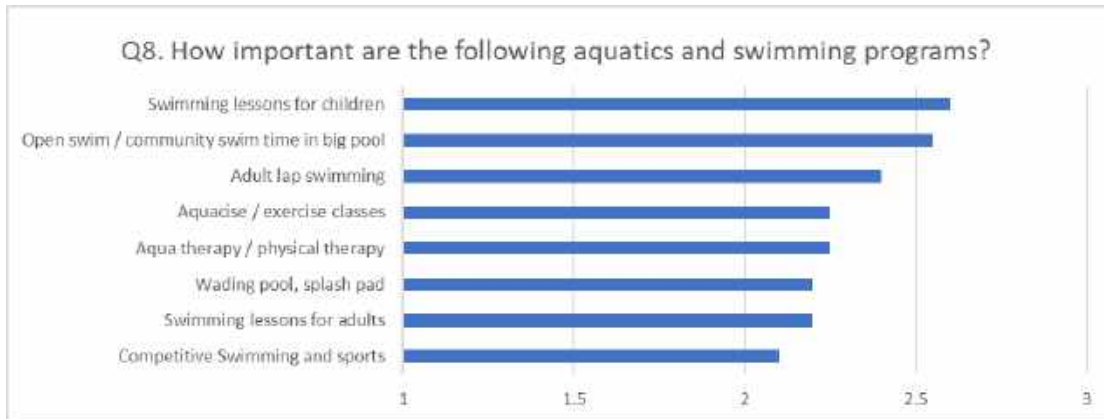 Q8. How important are the following aquatics and swimming programs?
Swimming lessons for children
Open swim / community swim time in big pool
Adult lap swimming
Aquacise / exercise classes
Aqua therapy / physical therapy
Wading pool, splash pad
Swimming lessons for adults
Competitive Swimming and sports
1 1.5 2 2.5 3